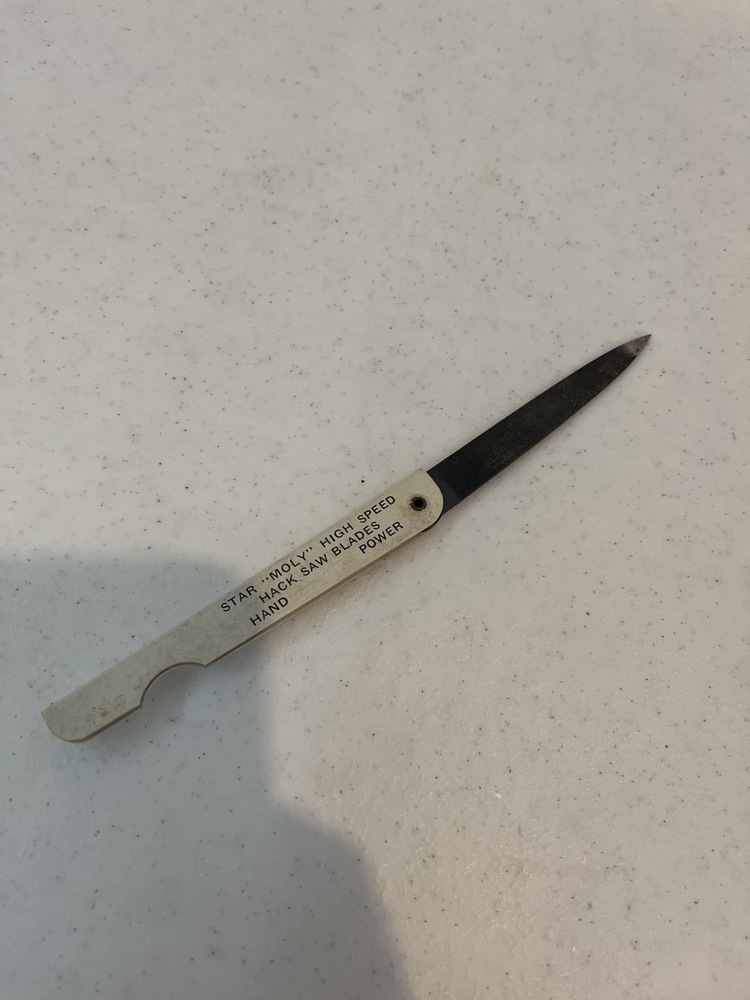 STAR "MOLY" HIGH SPEED
HACK SAW BLADES
HAND POWER